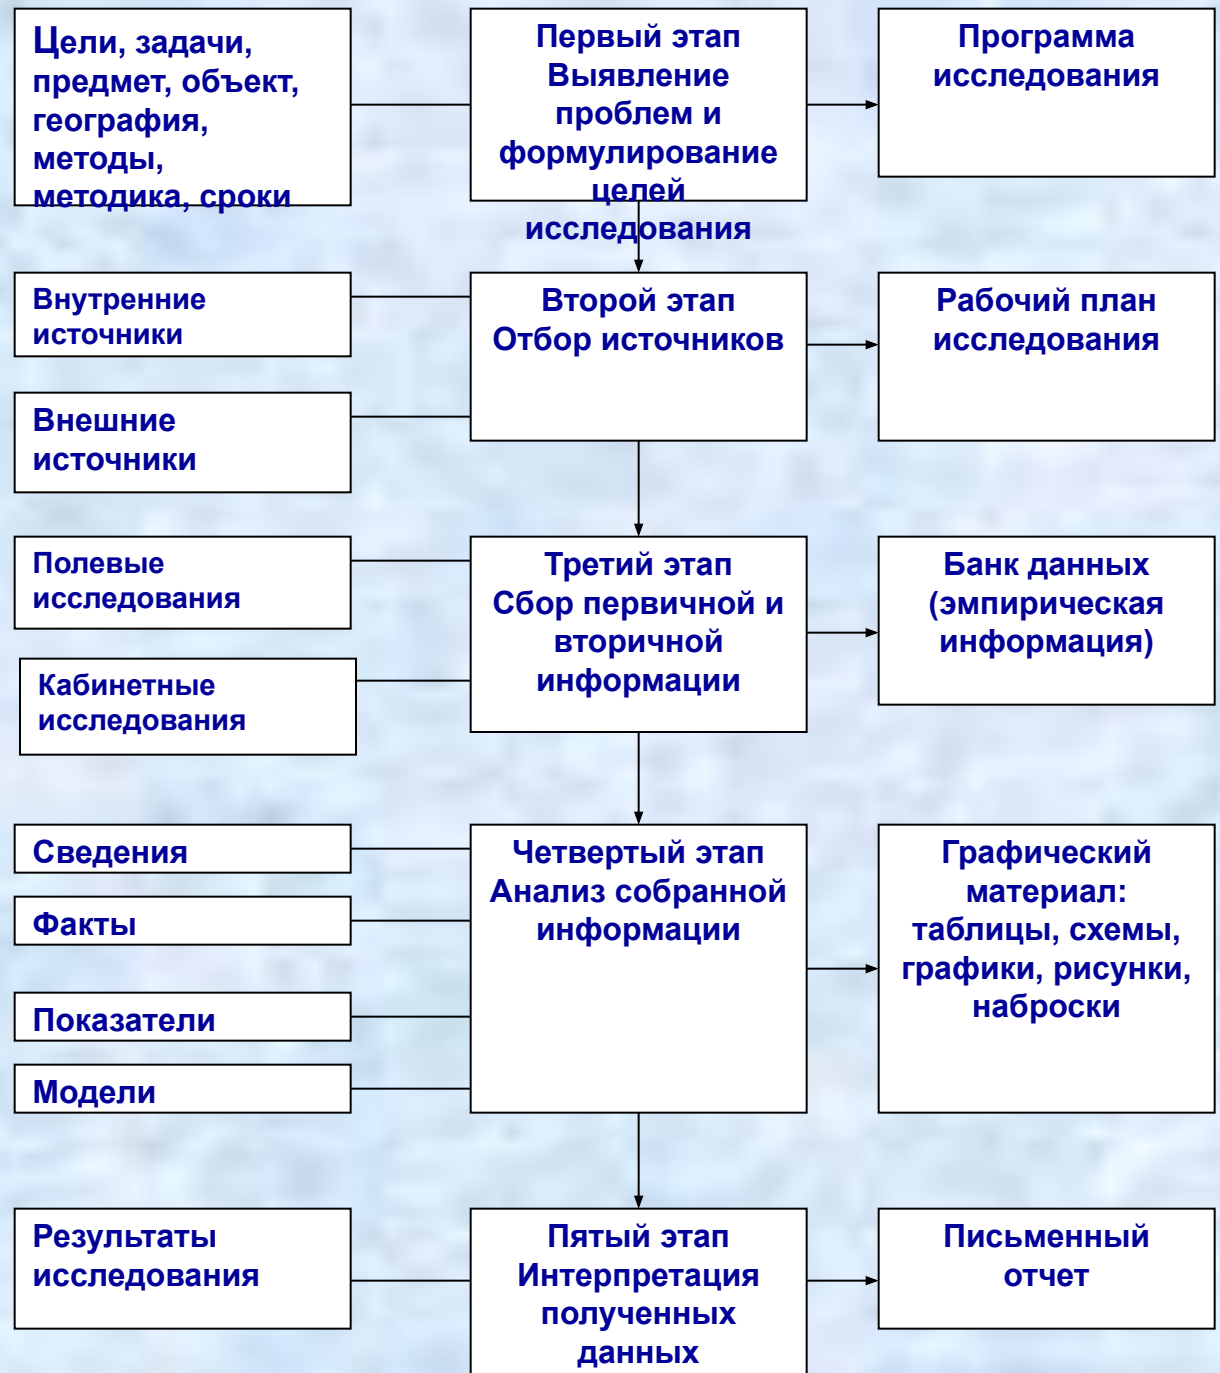 Цели, задачи,
предмет, объект,
география,
методы,
методика, сроки
Первый этап
Выявление
проблем и
формулирование
целей
исследования
Программа
исследования
Внутренние
источники
Внешние
источники
Второй этап
Отбор источников
Рабочий план
исследования
Полевые
исследования
Кабинетные
исследования
Третий этап
Сбор первичной и
вторичной
информации
Банк данных
(эмпирическая
информация)
Сведения
Факты
Показатели
Модели
Четвертый этап
Анализ собранной
информации
Графический
материал:
таблицы, схемы,
графики, рисунки,
наброски
Результаты
исследования
Пятый этап
Интерпретация
полученных
данных
Письменный
отчет